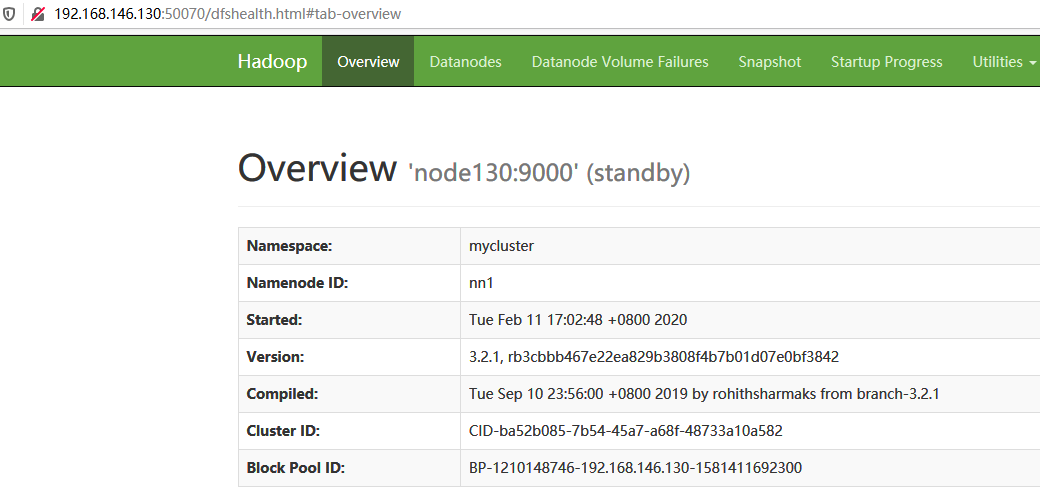 192.168.146.130:50070/dfshealth.html#tab-overview
Hadoop Overview Datanodes Datanode Volume Failures Snapshot Startup Progress Utilities
Overview 'node130:9000' (standby)
Namespace: mycluster
Namenode ID: nn1
Started: Tue Feb 11 17:02:48 +0800 2020
Version: 3.2.1, rb3cbbb467e22ea829b3808f4b7b01d07e0bf3842
Compiled: Tue Sep 10 23:56:00 +0800 2019 by rohithsharmaks from branch-3.2.1
Cluster ID: CID-ba52b085-7b54-45a7-a68f-48733a10a582
Block Pool ID: BP-1210148746-192.168.146.130-1581411692300